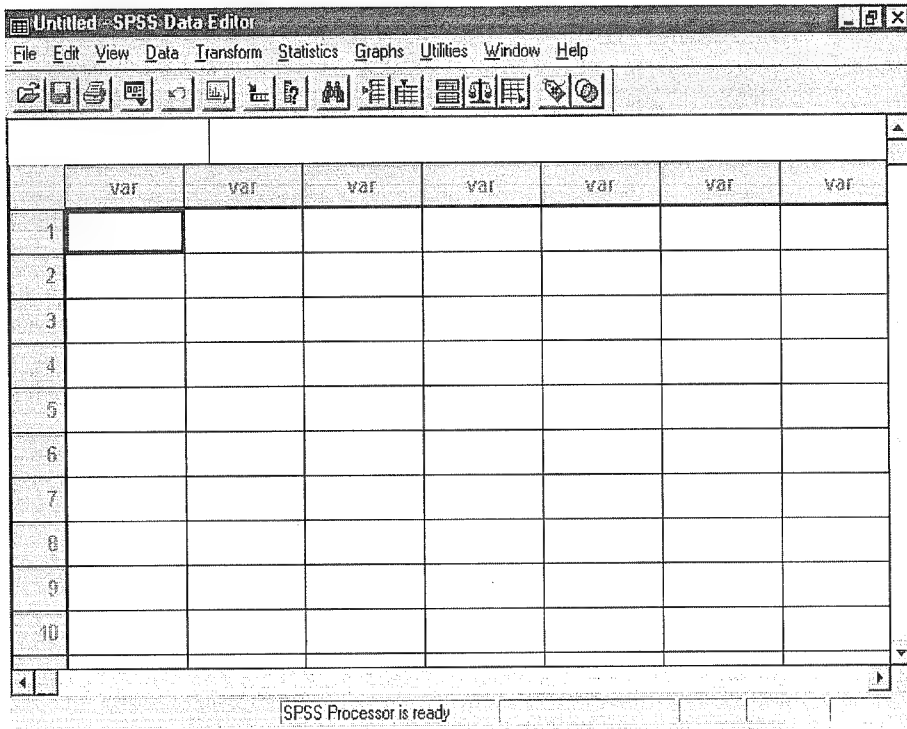 Untitled - SPSS Data Editor
File Edit View Data Transform Statistics Graphs Utilities Window Help
var var var var var var var
1
2
3
4
5
6
7
8
9
10
SPSS Processor is ready